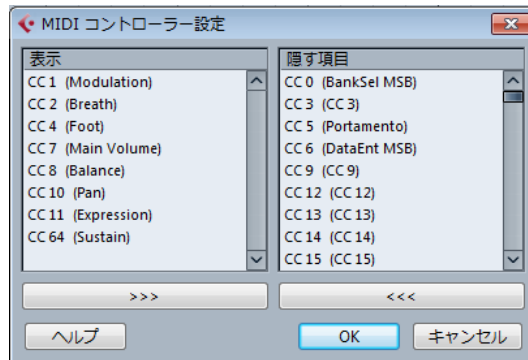 MIDI コントローラー設定
表示
CC 1 (Modulation)
CC 2 (Breath)
CC 4 (Foot)
CC 7 (Main Volume)
CC 8 (Balance)
CC 10 (Pan)
CC 11 (Expression)
CC 64 (Sustain)
>>>
隠す項目
CC 0 (BankSel MSB)
CC 3 (CC 3)
CC 5 (Portamento)
CC 6 (DataEnt MSB)
CC 9 (CC 9)
CC 12 (CC 12)
CC 13 (CC 13)
CC 14 (CC 14)
CC 15 (CC 15)
<<<
ヘルプ
OK
キャンセル